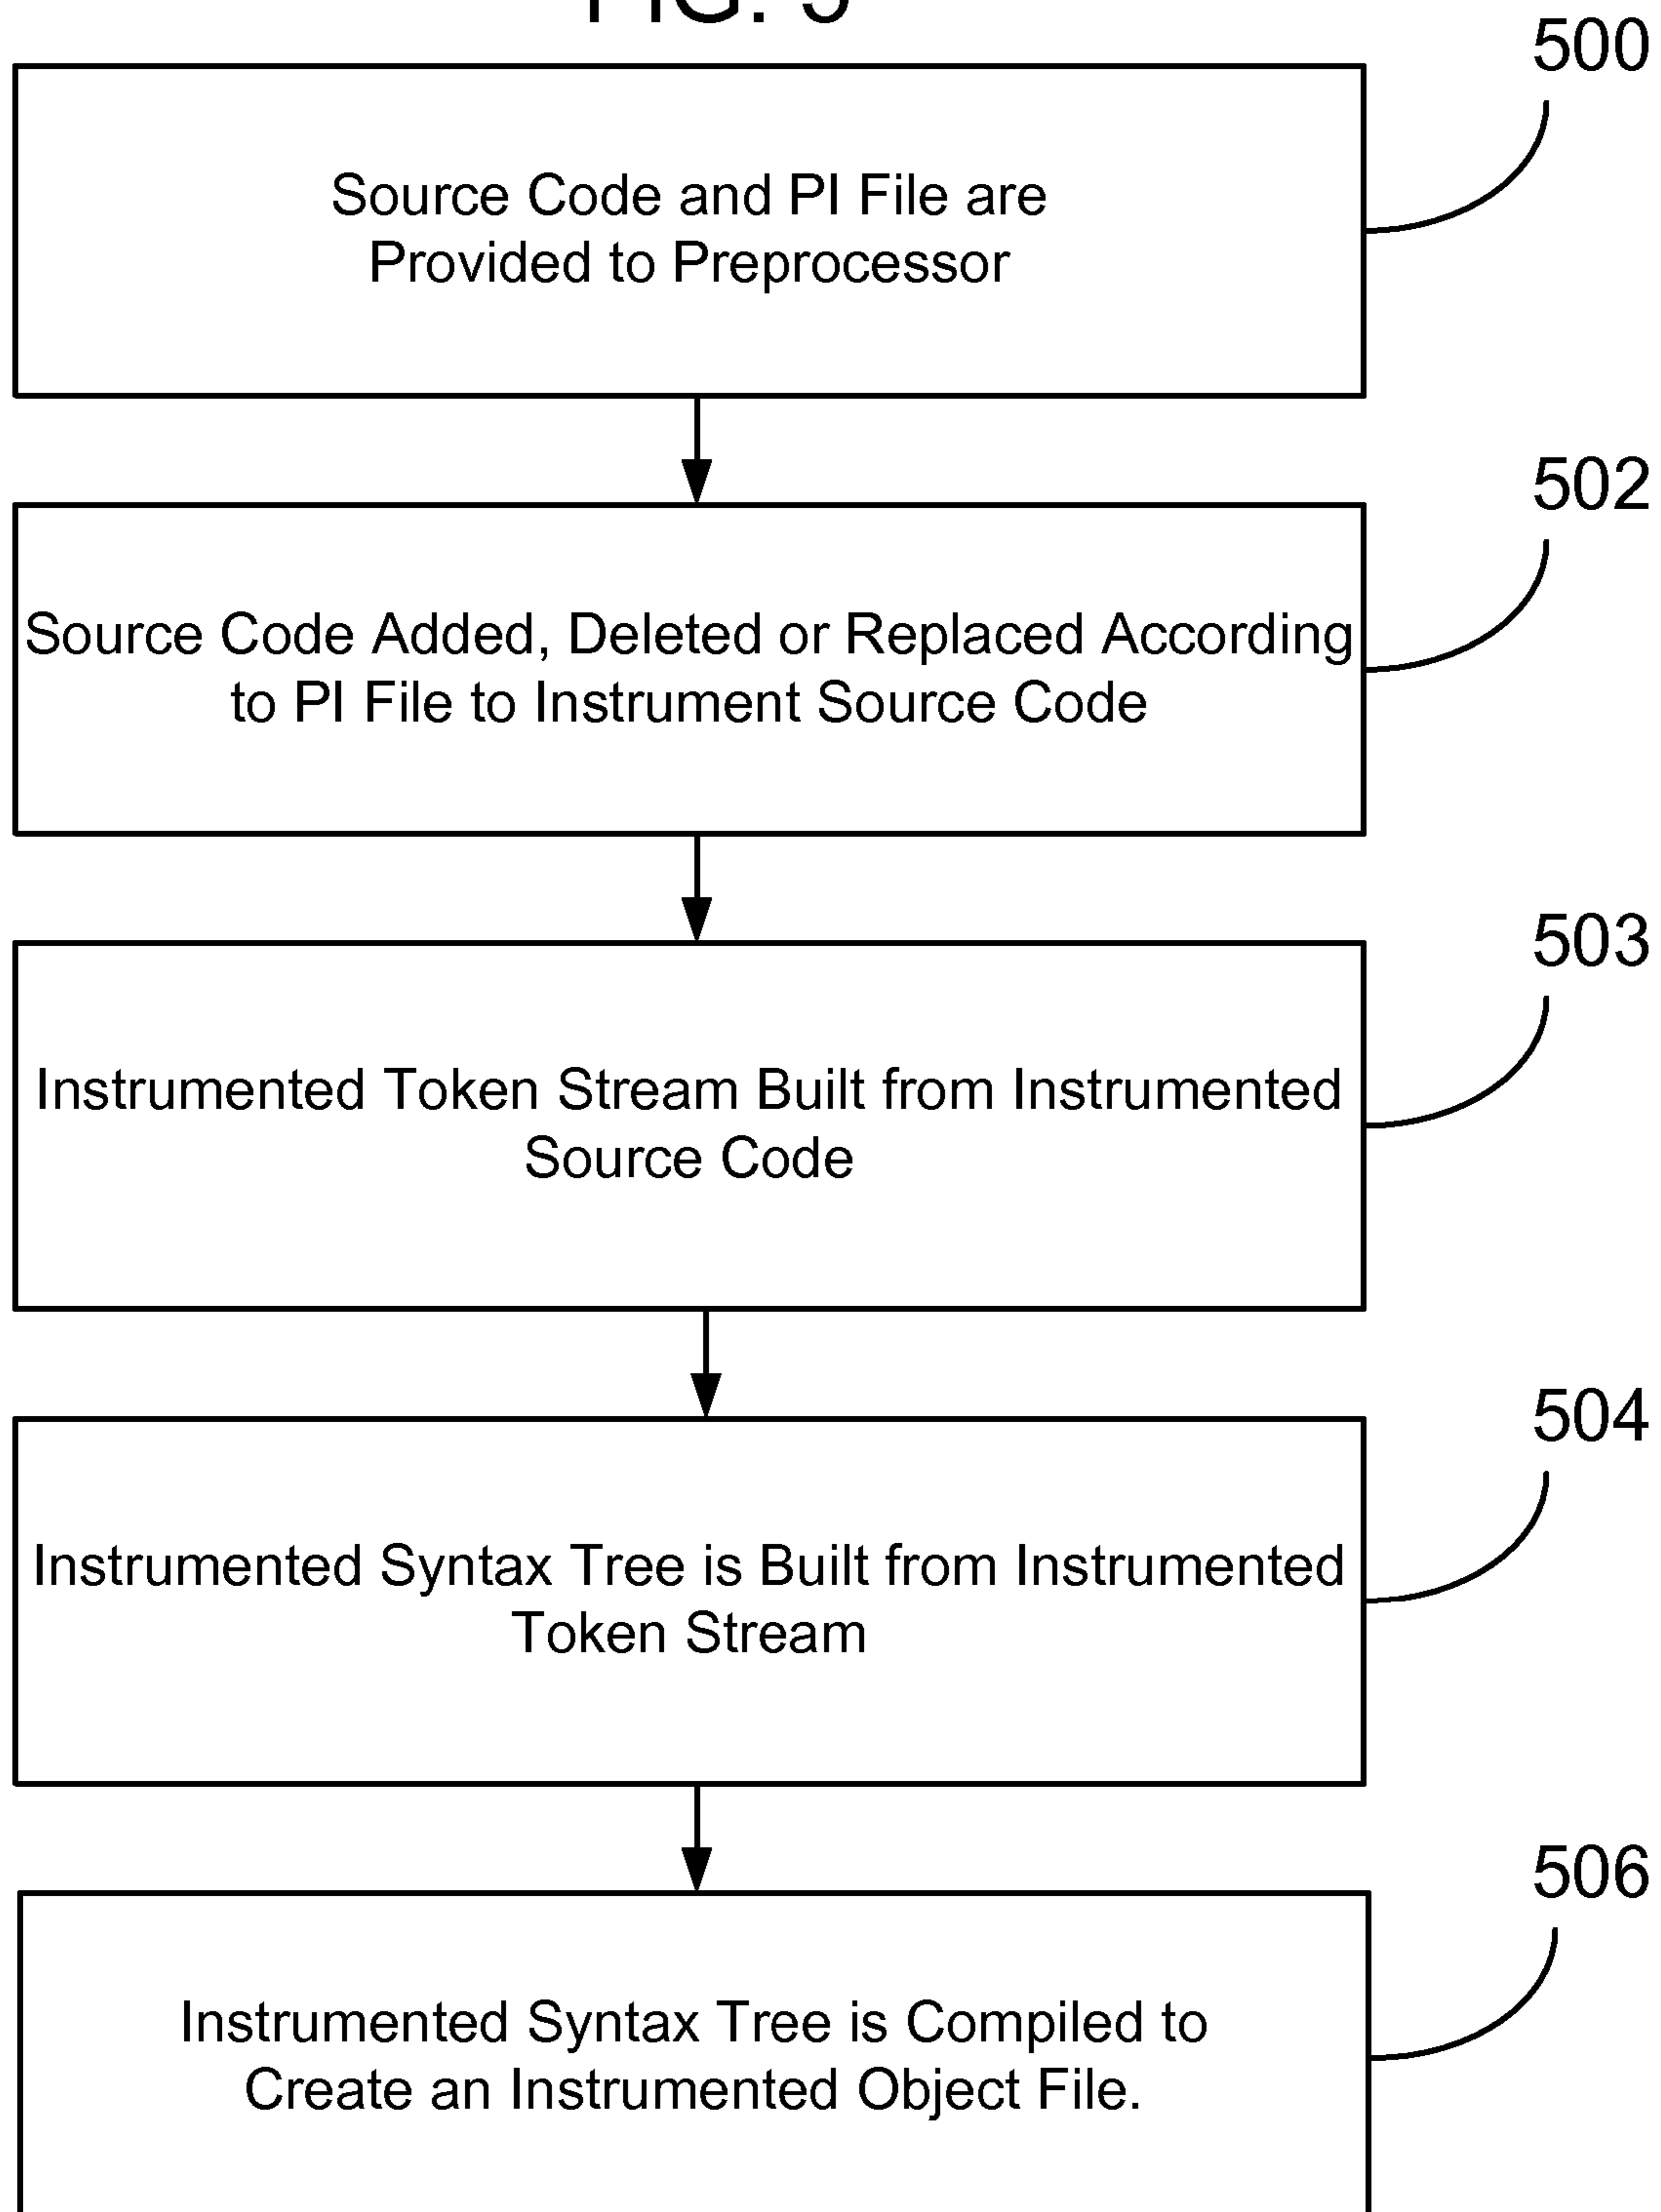 FIG. 5
500
Source Code and PI File are
Provided to Preprocessor
502
Source Code Added, Deleted or Replaced According
to PI File to Instrument Source Code
503
Instrumented Token Stream Built from Instrumented
Source Code
504
Instrumented Syntax Tree is Built from Instrumented
Token Stream
506
Instrumented Syntax Tree is Compiled to
Create an Instrumented Object File.